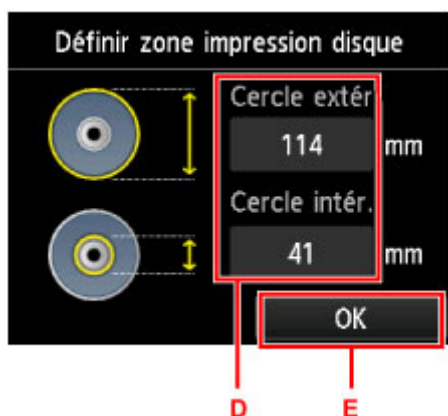 Définir zone impression disque
Cercle extér
114 mm
Cercle intér.
41 mm
OK
D E